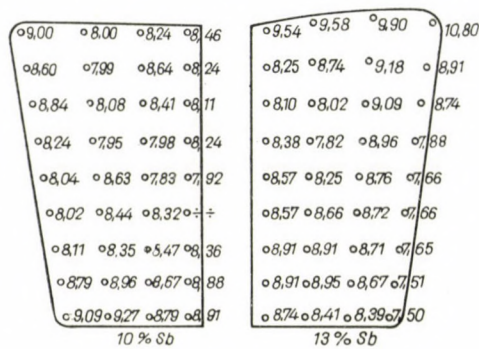 9,00 8,00 8,24 8,46
8,60 7,99 8,64 8,24
8,84 8,08 8,41 8,11
8,24 7,95 7,98 8,24
8,04 8,63 7,83 7,92
8,02 8,44 8,32 ÷ ÷
8,11 8,35 8,47 8,36
8,79 8,96 8,67 8,88
9,09 9,27 8,79 8,91
10 % Sb
9,54 9,58 9,90 10,80
8,25 8,74 9,18 8,91
8,10 8,02 9,09 8,74
8,38 7,82 8,96 7,88
8,57 8,25 8,76 7,66
8,57 8,66 8,72 7,66
8,91 8,91 8,71 7,65
8,91 8,95 8,67 7,51
8,74 8,41 8,39 7,50
13 % Sb